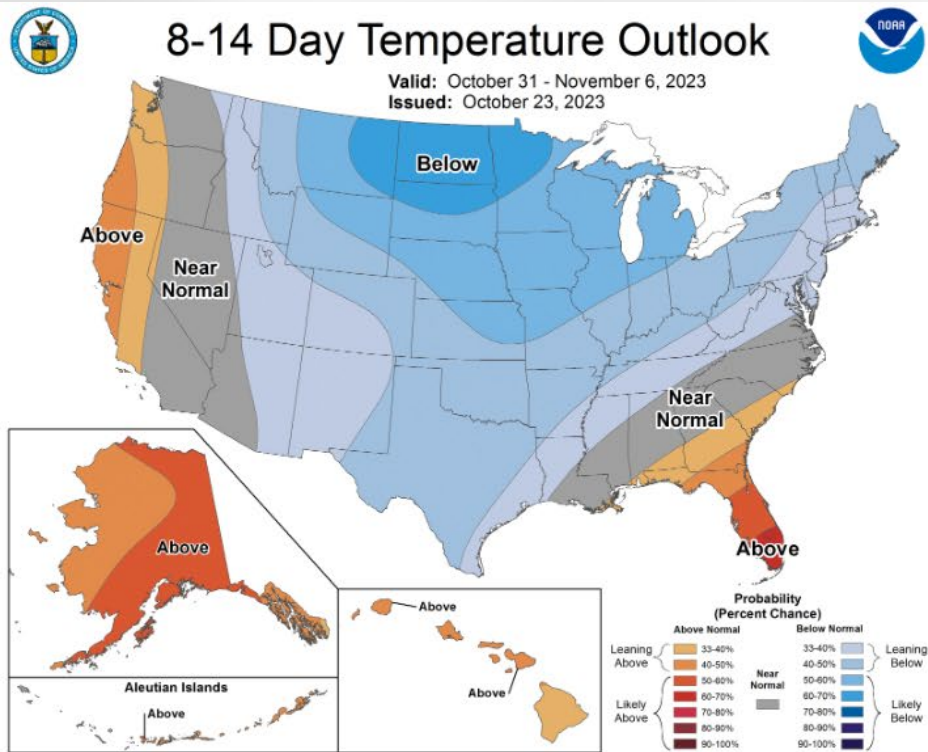 8-14 Day Temperature Outlook
NOAA
Valid: October 31 - November 6, 2023
Issued: October 23, 2023
Below
Above
Near
Normal
Near
Normal
Above
Above
Above
Above
Aleutian Islands
Above
Probability
(Percent Chance)
Above Normal
Below Normal
Leaning
Above
33-40%
40-50%
50-60%
60-70%
70-80%
80-90%
90-100%
Likely
Above
Near
Normal
33-40%
40-50%
50-60%
60-70%
70-80%
80-90%
90-100%
Leaning
Below
Likely
Below